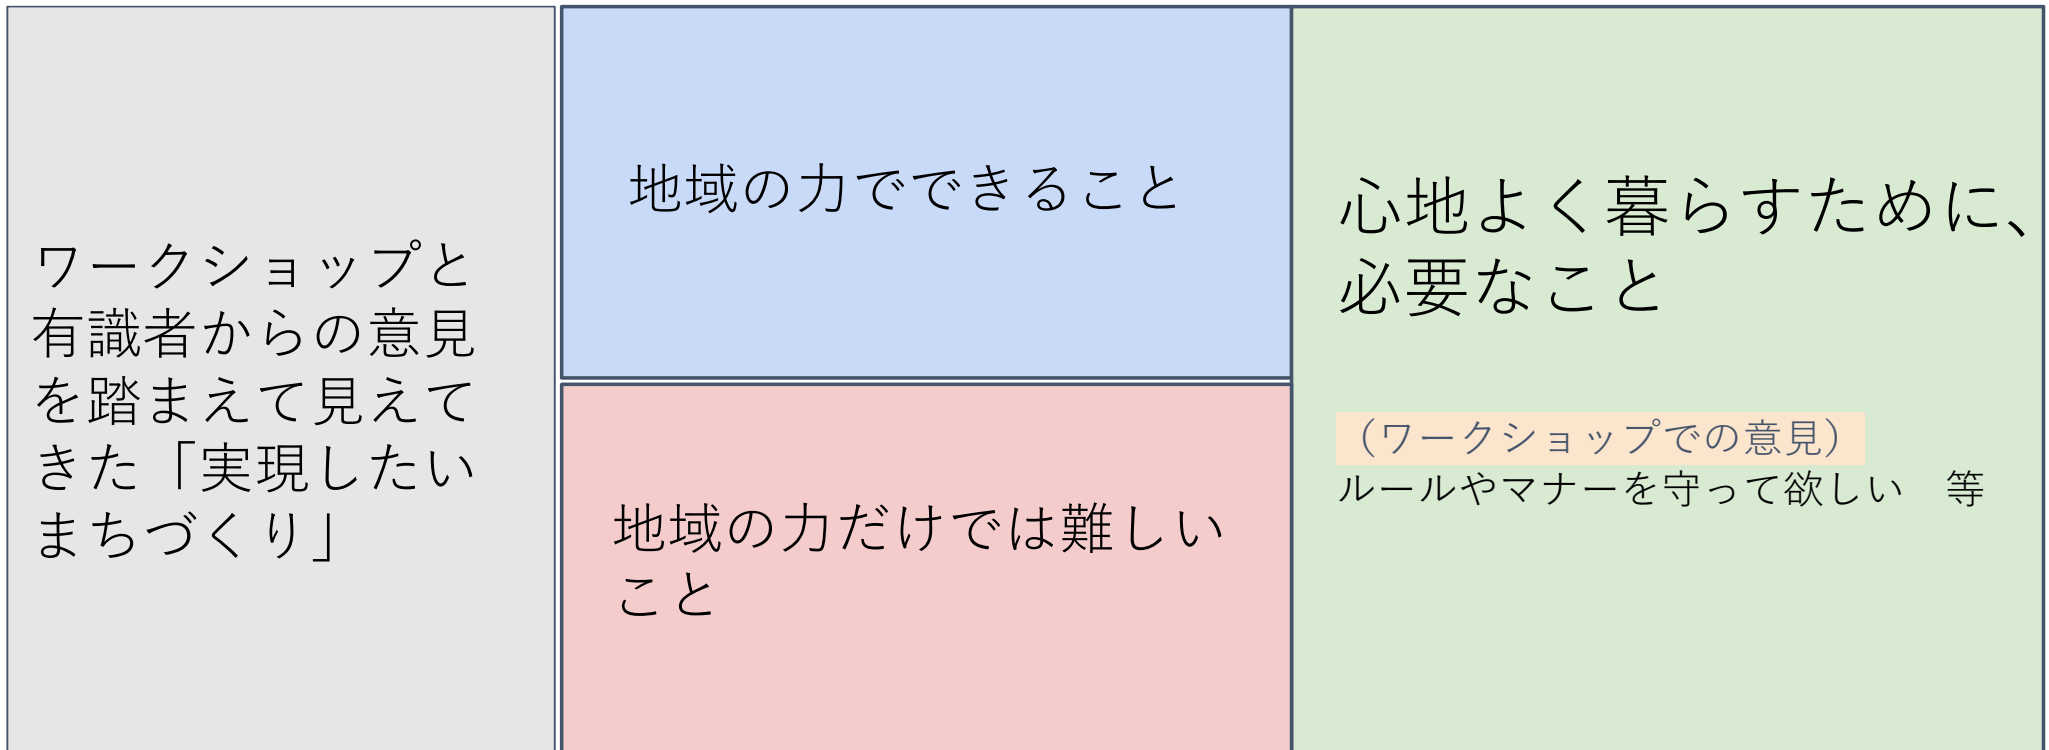 ワークショップと
有識者からの意見
を踏まえて見えて
きた「実現したい
まちづくり」
地域の力でできること
地域の力だけでは難しい
こと
心地よく暮らすために、
必要なこと
（ワークショップでの意見）
ルールやマナーを守って欲しい　等